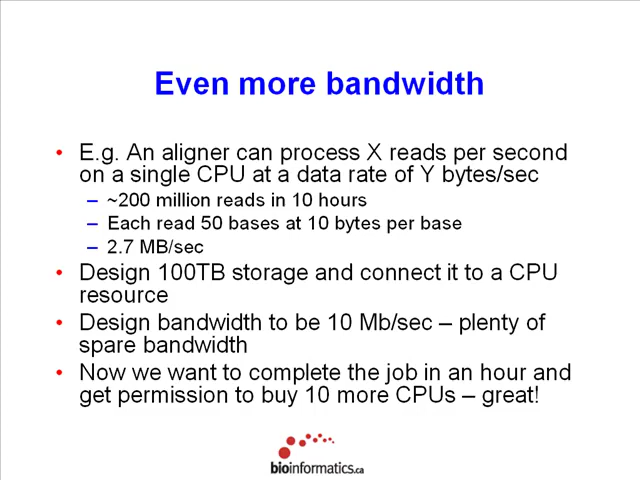 Even more bandwidth
• E.g. An aligner can process X reads per second
on a single CPU at a data rate of Y bytes/sec
– ~200 million reads in 10 hours
– Each read 50 bases at 10 bytes per base
– 2.7 MB/sec
• Design 100TB storage and connect it to a CPU
resource
• Design bandwidth to be 10 Mb/sec – plenty of
spare bandwidth
• Now we want to complete the job in an hour and
get permission to buy 10 more CPUs – great!
bioinformatics.ca